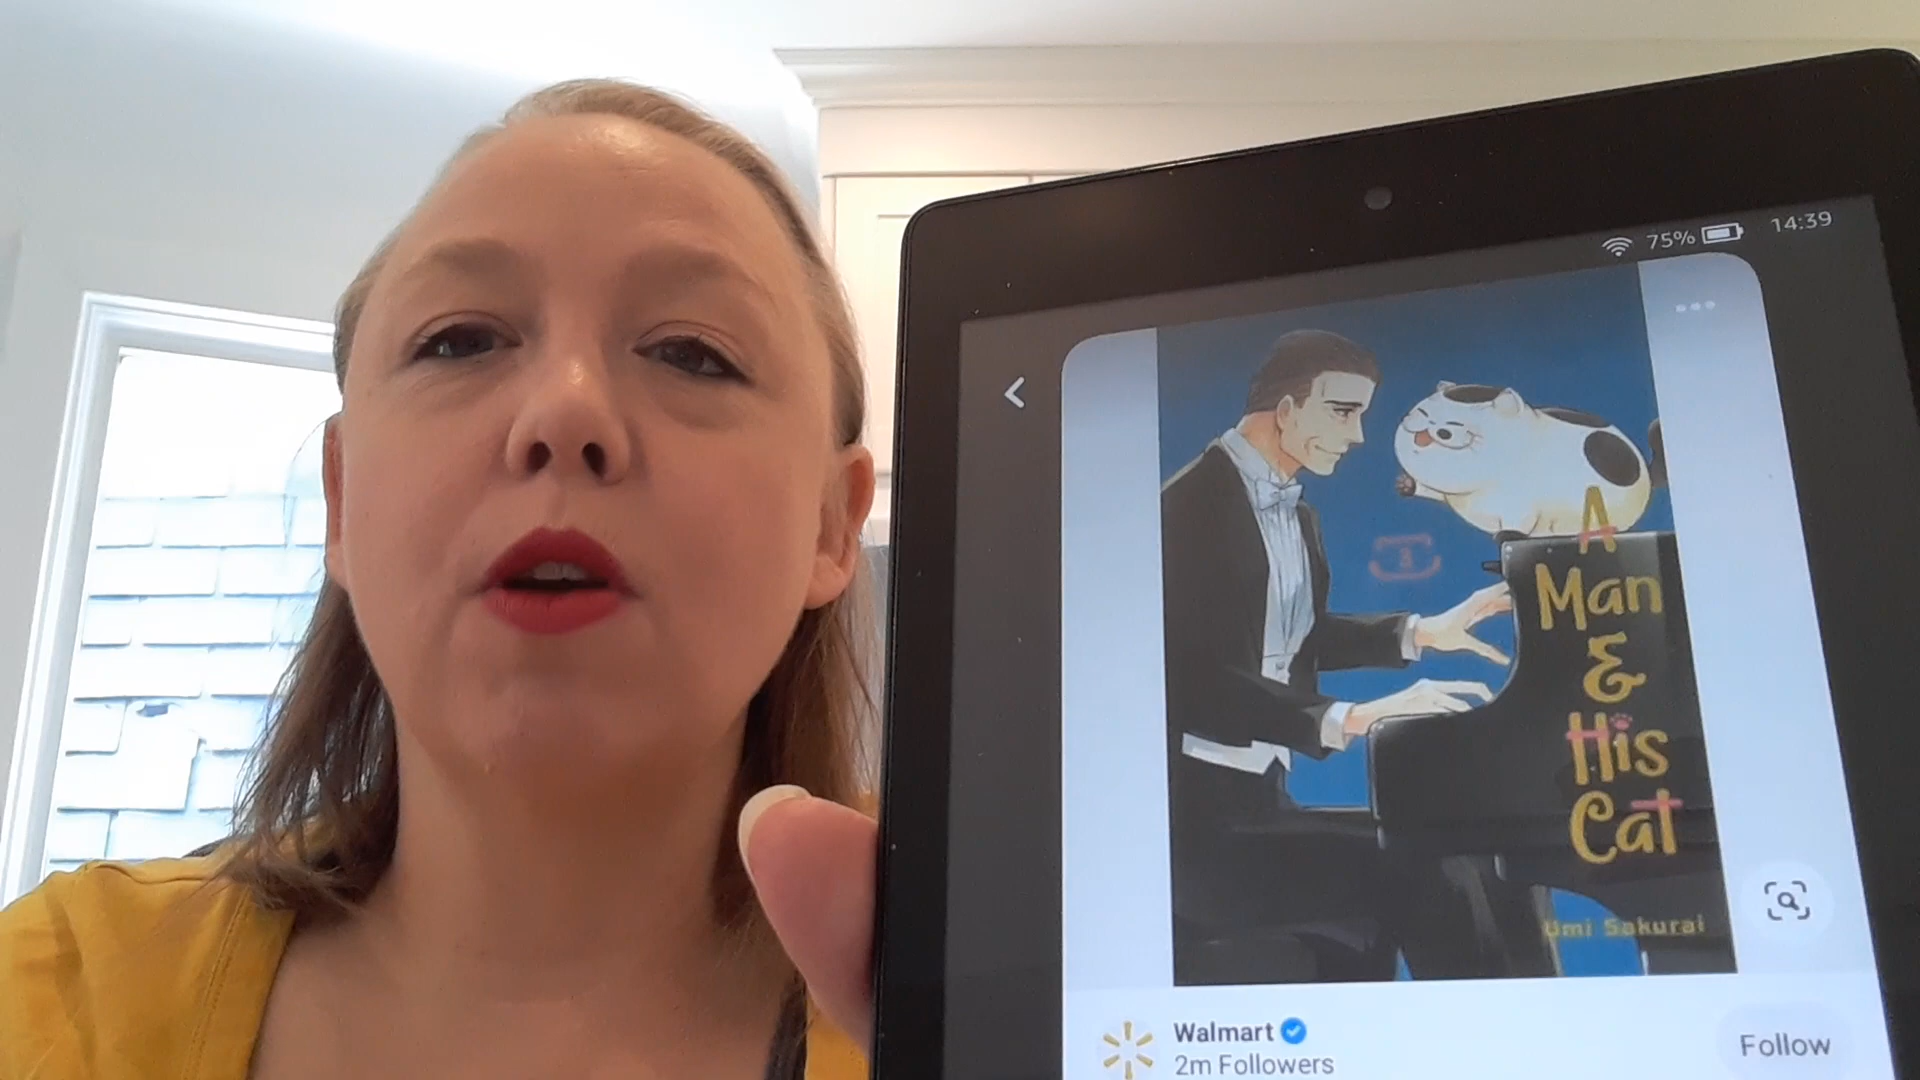 75% 14:39
A
Man
&
His
Cat
Umi Sakurai
Walmart
2m Followers
Follow